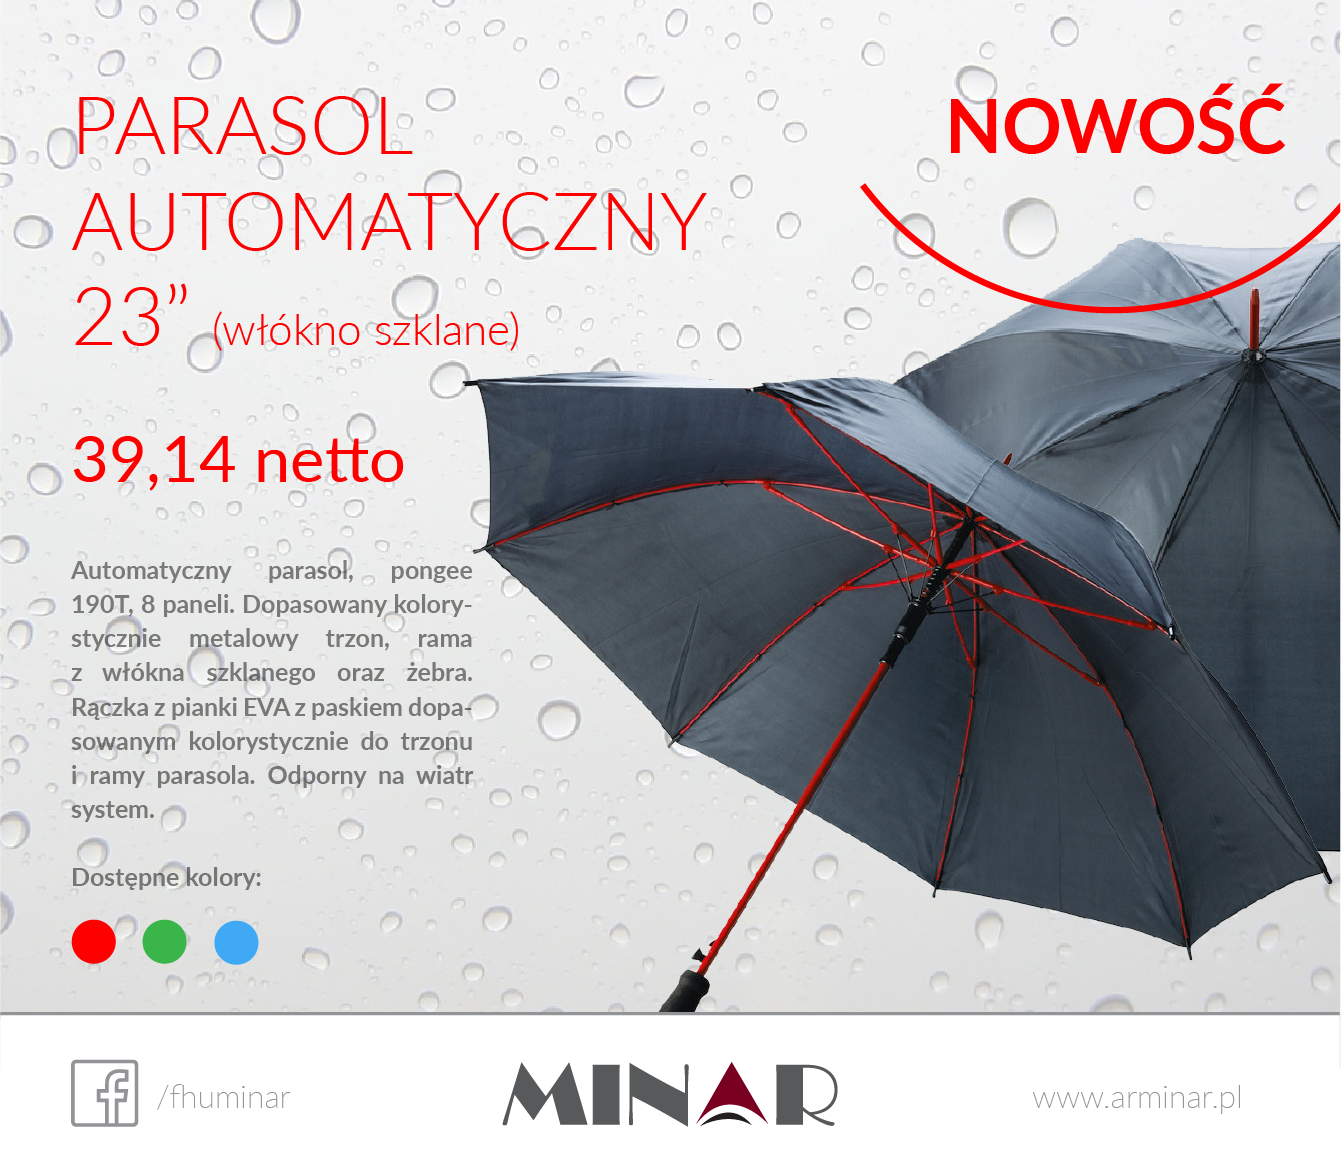 PARASOL
AUTOMATYCZNY
23” (włókno szklane)
NOWOŚĆ
39,14 netto
Automatyczny parasol, pongee
190T, 8 paneli. Dopasowany kolory-
stycznie metalowy trzon, rama
z włókna szklanego oraz żebra.
Rączka z pianki EVA z paskiem dopa-
sowanym kolorystycznie do trzonu
i ramy parasola. Odporny na wiatr
system.
Dostępne kolory:
/fhuminar
MINAR
www.arminar.pl